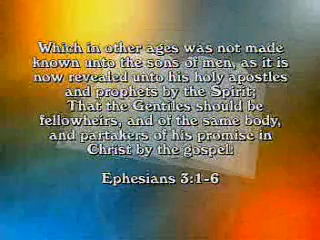 Which in other ages was not made
known unto the sons of men, as it is
now revealed unto his holy apostles
and prophets by the Spirit;
That the Gentiles should be
fellowheirs, and of the same body,
and partakers of his promise in
Christ by the gospel:
Ephesians 3:1-6